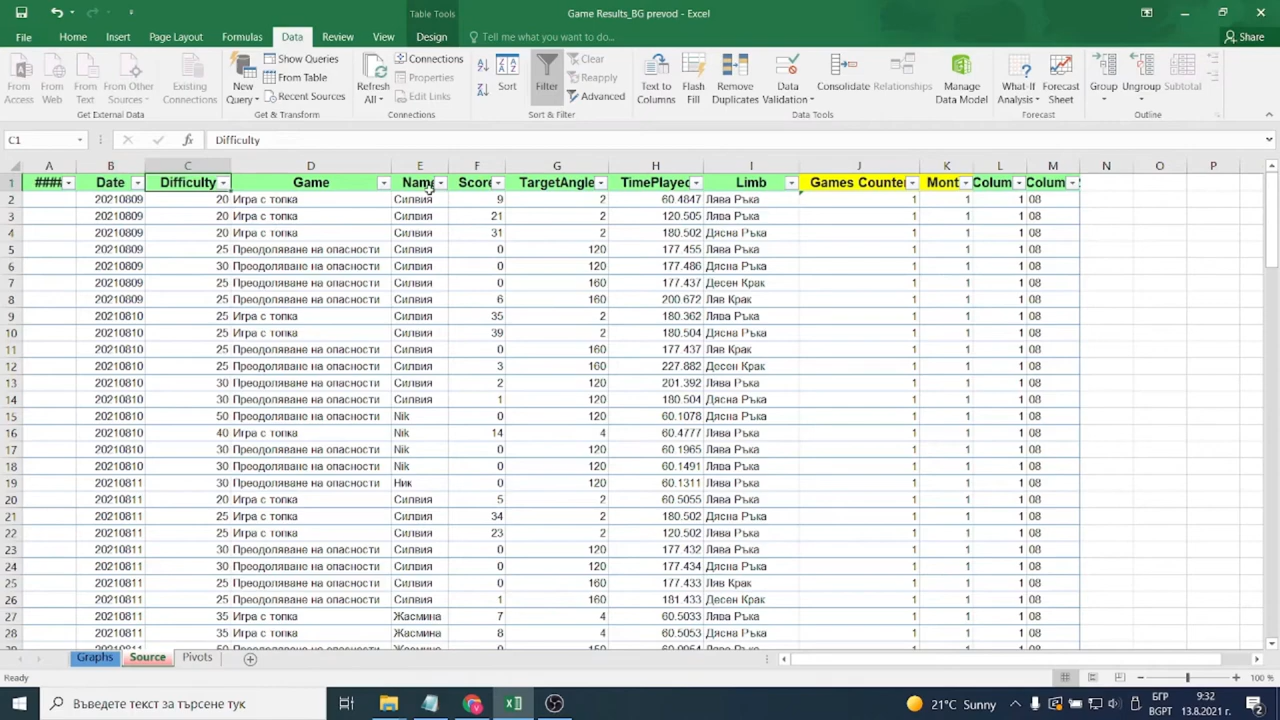 Table Tools
Game Results_BG prevod - Excel
File Home Insert Page Layout Formulas Data Review View Design Tell me what you want to do... Share
From Access From Web From Text From Other Sources Existing Connections
Get External Data
New Query Show Queries From Table Recent Sources
Get & Transform
Refresh All Connections Properties Edit Links
Connections
Sort Filter Clear Reapply Advanced
Sort & Filter
Text to Columns Flash Fill Remove Duplicates Data Validation Consolidate Relationships Manage Data Model
Data Tools
What-If Analysis Forecast Sheet
Forecast
Group Ungroup Subtotal
Outline
C1 fx Difficulty
A B C D E F G H I J K L M N O P
1 #### Date Difficulty Game Name Score TargetAngle TimePlayed Limb Games Counter Mont Colum Colum
2 20210809 20 Игра с топка Силвия 9 2 60.4847 Лява Ръка 1 1 1 08
3 20210809 20 Игра с топка Силвия 21 2 120.505 Лява Ръка 1 1 1 08
4 20210809 20 Игра с топка Силвия 31 2 180.502 Дясна Ръка 1 1 1 08
5 20210809 25 Преодоляване на опасности Силвия 0 120 177.455 Лява Ръка 1 1 1 08
6 20210809 30 Преодоляване на опасности Силвия 0 120 177.486 Дясна Ръка 1 1 1 08
7 20210809 25 Преодоляване на опасности Силвия 0 160 177.437 Десен Крак 1 1 1 08
8 20210809 25 Преодоляване на опасности Силвия 6 160 200.672 Ляв Крак 1 1 1 08
9 20210810 25 Игра с топка Силвия 35 2 180.362 Лява Ръка 1 1 1 08
10 20210810 25 Игра с топка Силвия 39 2 180.504 Дясна Ръка 1 1 1 08
11 20210810 25 Преодоляване на опасности Силвия 0 160 177.437 Ляв Крак 1 1 1 08
12 20210810 25 Преодоляване на опасности Силвия 3 160 227.882 Десен Крак 1 1 1 08
13 20210810 30 Преодоляване на опасности Силвия 2 120 201.392 Лява Ръка 1 1 1 08
14 20210810 30 Преодоляване на опасности Силвия 1 120 180.504 Дясна Ръка 1 1 1 08
15 20210810 50 Преодоляване на опасности Nik 0 120 60.1078 Дясна Ръка 1 1 1 08
16 20210810 40 Игра с топка Nik 14 4 60.4777 Лява Ръка 1 1 1 08
17 20210810 30 Преодоляване на опасности Nik 0 120 60.1965 Лява Ръка 1 1 1 08
18 20210810 30 Преодоляване на опасности Nik 0 120 60.1491 Лява Ръка 1 1 1 08
19 20210811 30 Преодоляване на опасности Ник 0 120 60.1311 Лява Ръка 1 1 1 08
20 20210811 20 Игра с топка Силвия 5 2 60.5055 Лява Ръка 1 1 1 08
21 20210811 25 Игра с топка Силвия 34 2 180.502 Дясна Ръка 1 1 1 08
22 20210811 25 Игра с топка Силвия 23 2 120.502 Лява Ръка 1 1 1 08
23 20210811 30 Преодоляване на опасности Силвия 0 120 177.432 Лява Ръка 1 1 1 08
24 20210811 30 Преодоляване на опасности Силвия 0 120 177.434 Дясна Ръка 1 1 1 08
25 20210811 25 Преодоляване на опасности Силвия 0 160 177.433 Ляв Крак 1 1 1 08
26 20210811 25 Преодоляване на опасности Силвия 1 160 181.433 Десен Крак 1 1 1 08
27 20210811 35 Игра с топка Жасмина 7 4 60.5033 Лява Ръка 1 1 1 08
28 20210811 35 Игра с топка Жасмина 8 4 60.5053 Дясна Ръка 1 1 1 08
Graphs Source Pivots
Ready 100 %
Въведете текст за търсене тук 21°C Sunny БГР 9:32
13.8.2021 г.